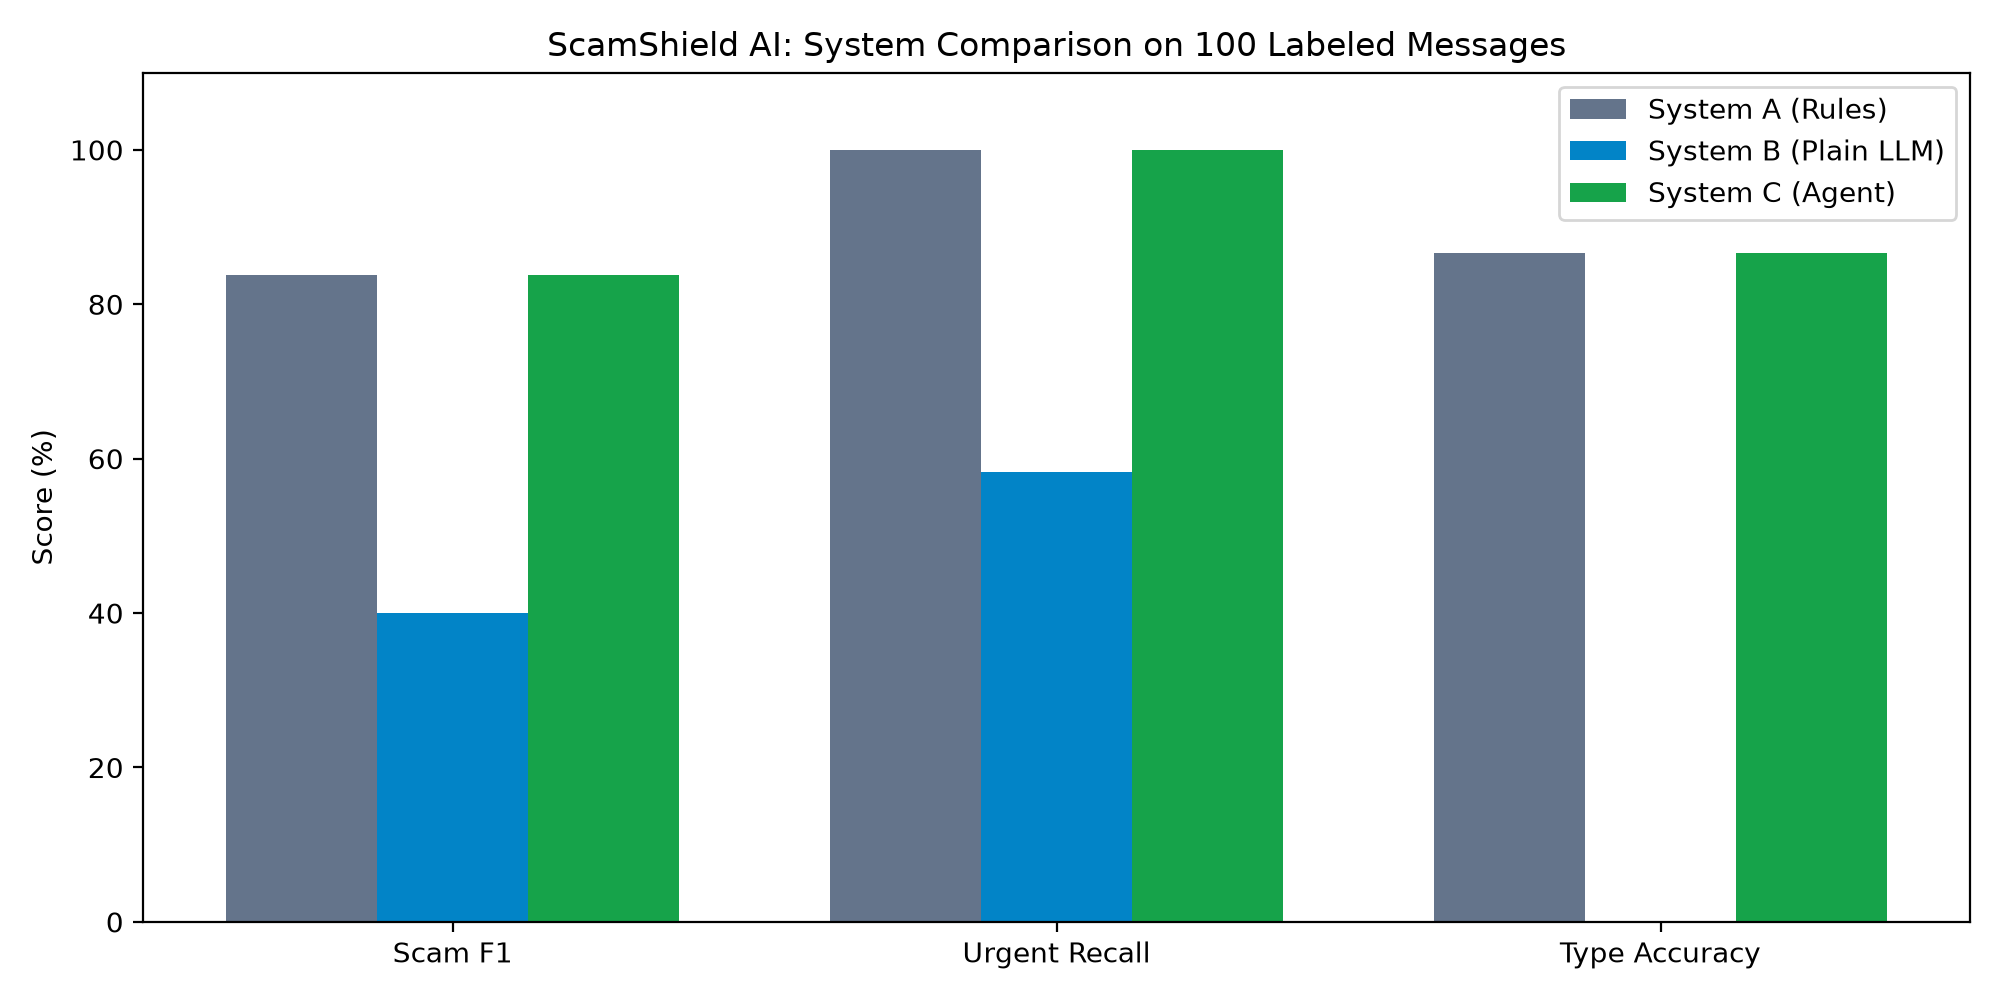 ScamShield AI: System Comparison on 100 Labeled Messages
System A (Rules)
System B (Plain LLM)
System C (Agent)
Score (%)
100
80
60
40
20
0
Scam F1
Urgent Recall
Type Accuracy